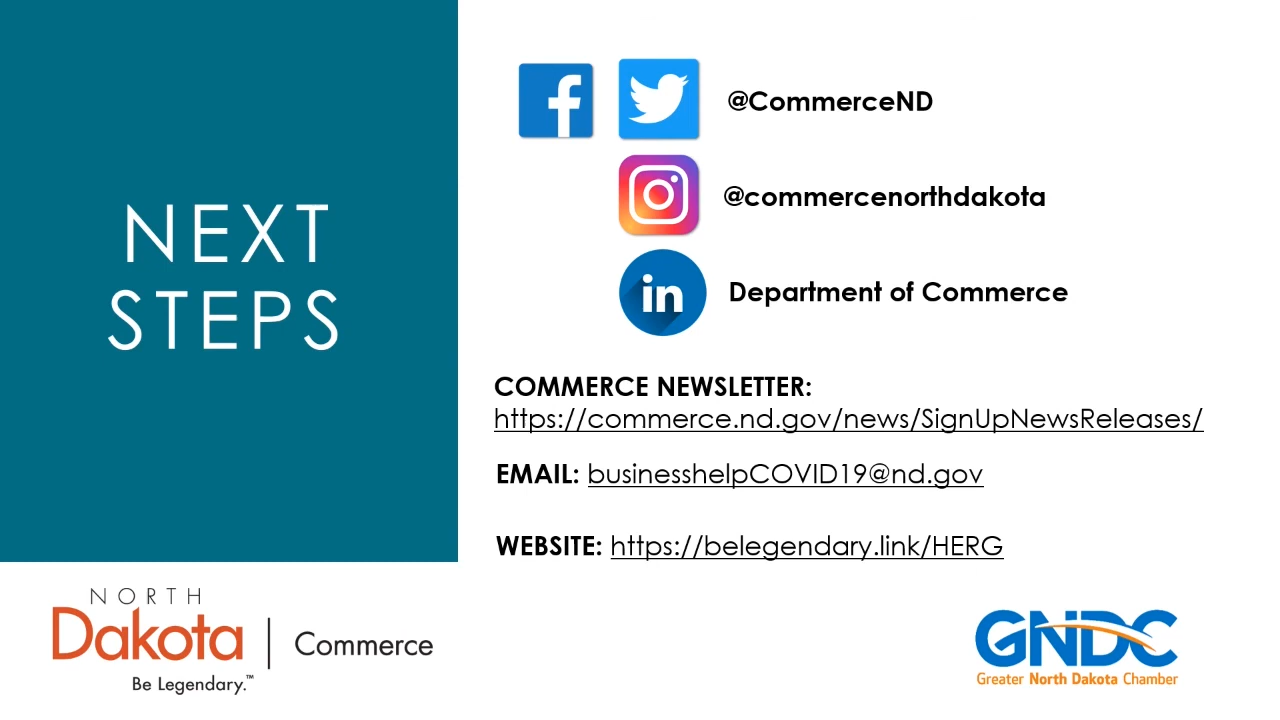 NEXT
STEPS
@CommerceND
@commercenorthdakota
in
Department of Commerce
COMMERCE NEWSLETTER:
https://commerce.nd.gov/news/SignUpNewsReleases/
EMAIL: businesshelpCOVID19@nd.gov
WEBSITE: https://belegendary.link/HERG
NORTH
Dakota | Commerce
Be Legendary.™
GNDC
Greater North Dakota Chamber